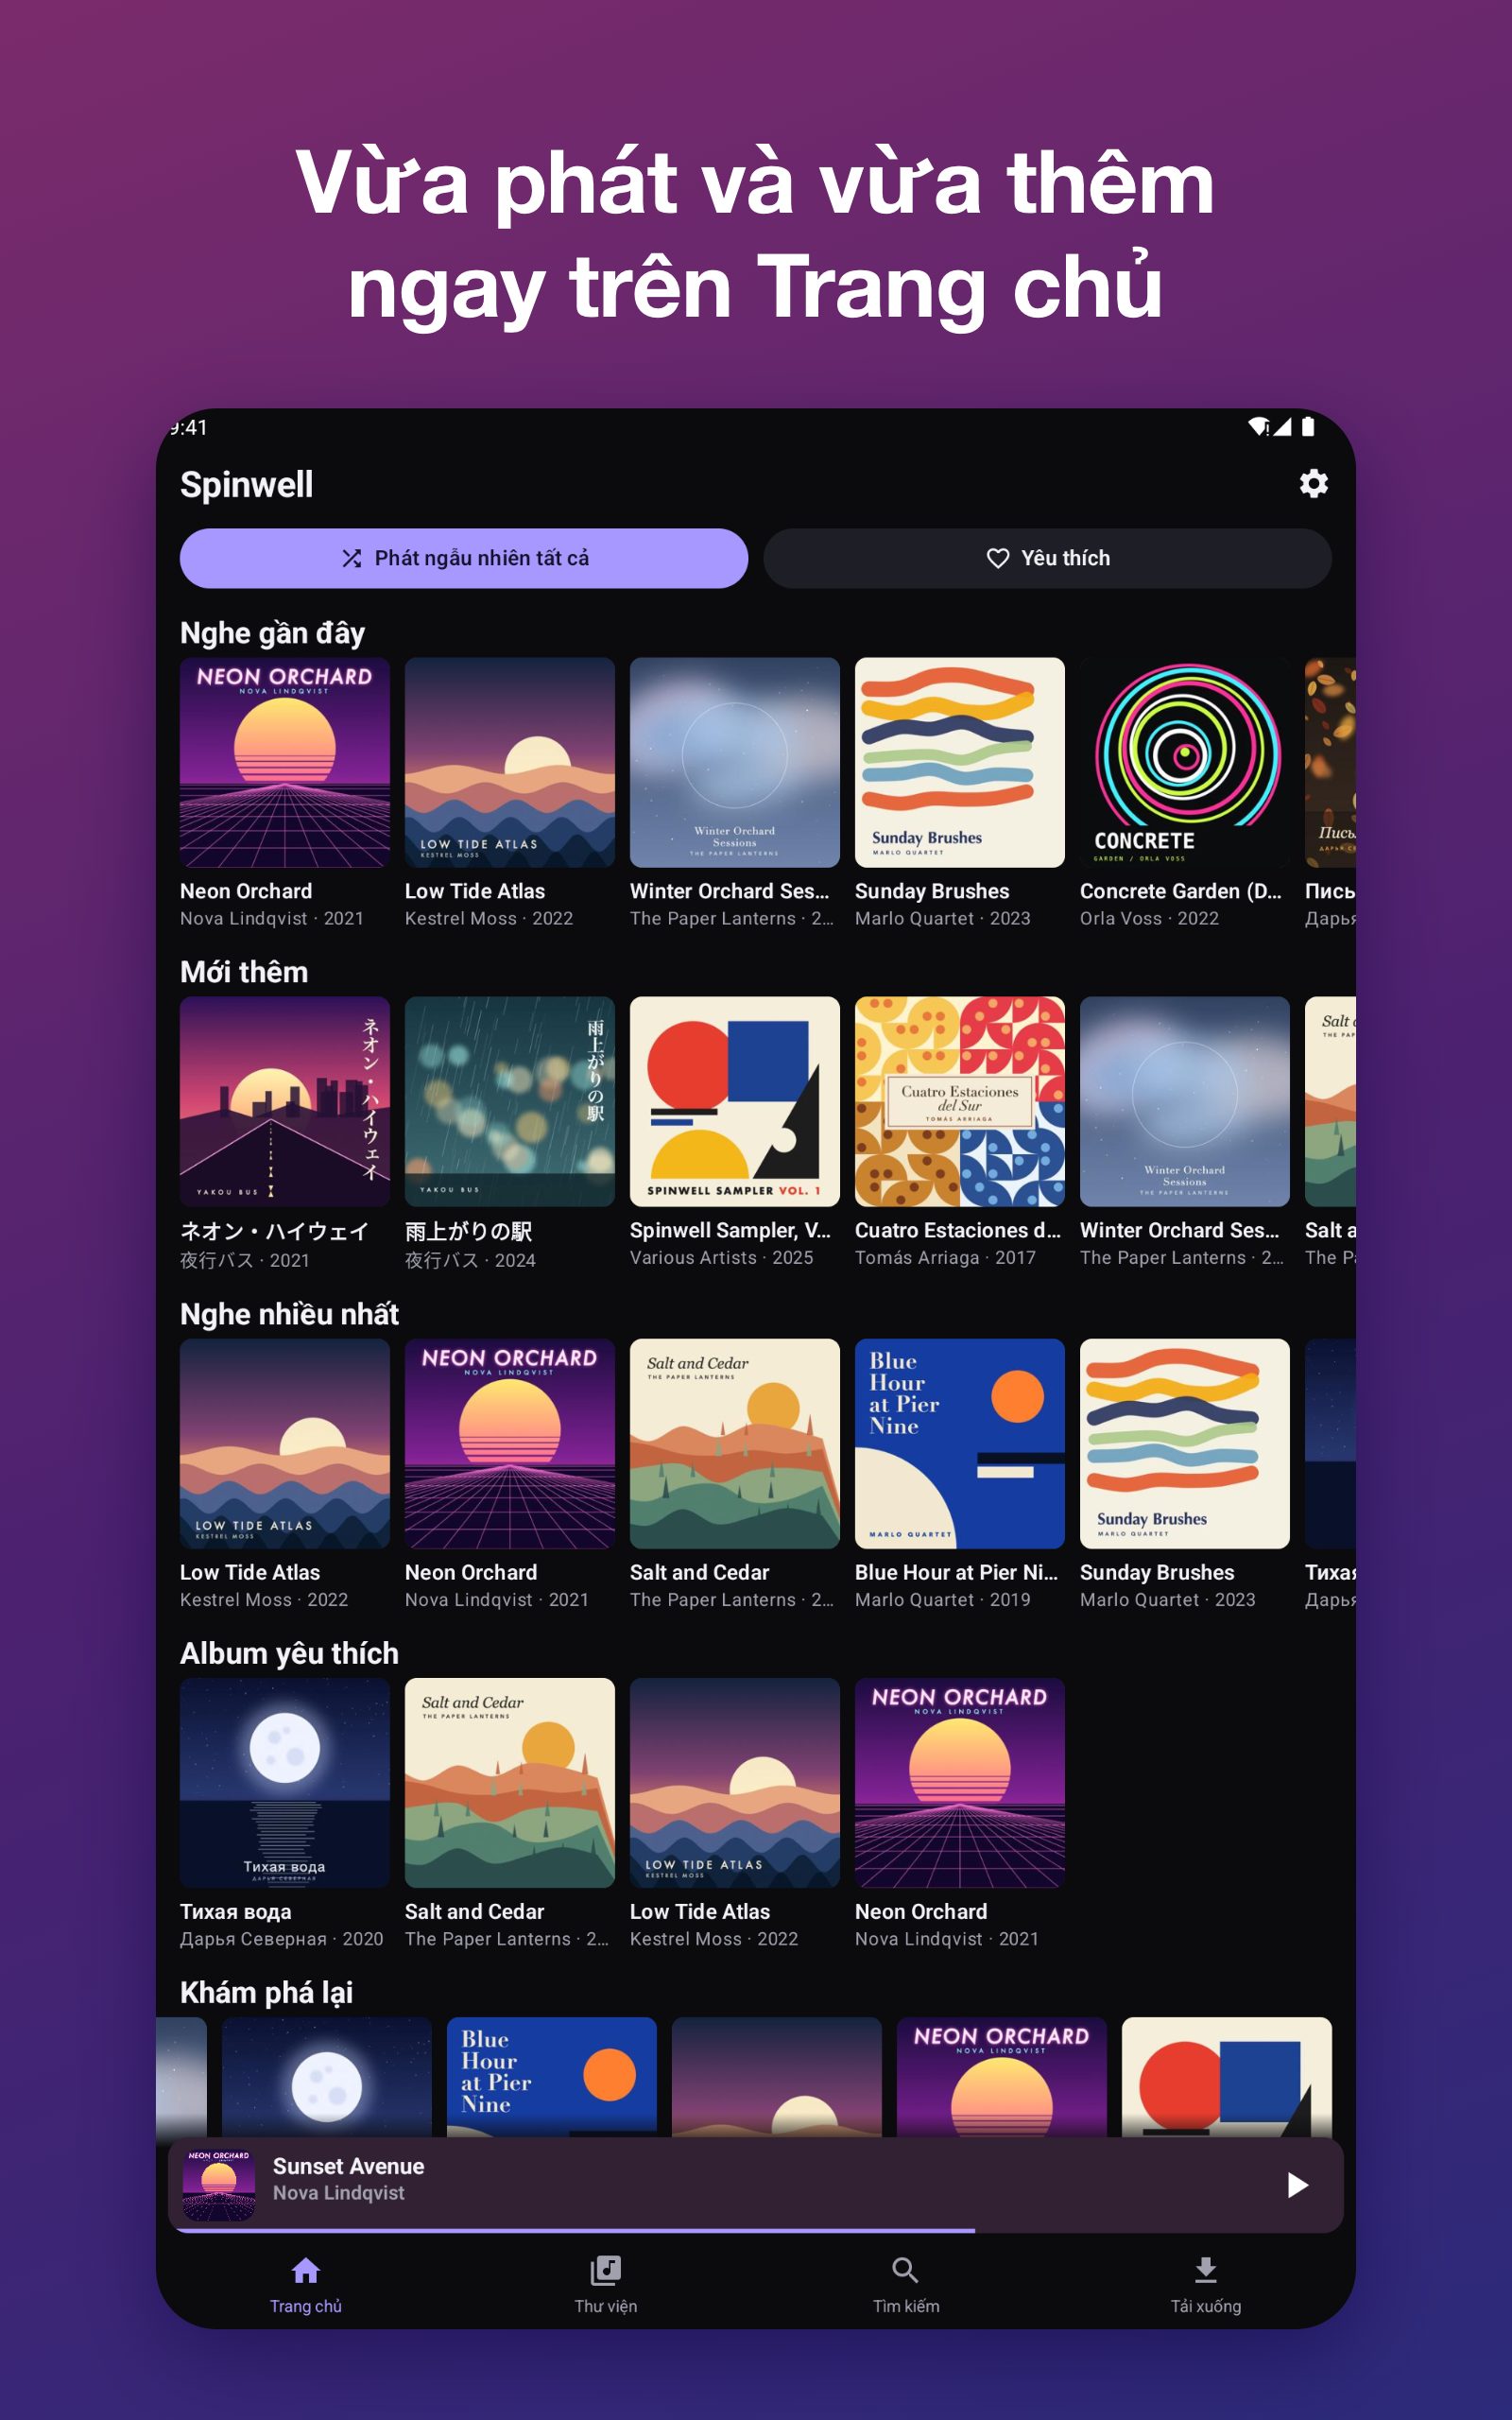 Vừa phát và vừa thêm
ngay trên Trang chủ
9:41
Spinwell
Phát ngẫu nhiên tất cả
Yêu thích
Nghe gần đây
NEON ORCHARD
NOVA LINDQVIST
LOW TIDE ATLAS
KESTREL MOSS
Winter Orchard
Sessions
THE PAPER LANTERNS
Sunday Brushes
MARLO QUARTET
CONCRETE
GARDEN / ORLA VOSS
Neon Orchard
Nova Lindqvist · 2021
Low Tide Atlas
Kestrel Moss · 2022
Winter Orchard Ses...
The Paper Lanterns · 2...
Sunday Brushes
Marlo Quartet · 2023
Concrete Garden (D...
Orla Voss · 2022
Пись
Дарья
Mới thêm
ネオン・ハイウェイ
YAKOU BUS
雨上がりの駅
YAKOU BUS
SPINWELL SAMPLER VOL. 1
Cuatro Estaciones
del Sur
TOMÁS ARRIAGA
Winter Orchard
Sessions
THE PAPER LANTERNS
Salt
THE PAP
ネオン・ハイウェイ
夜行バス · 2021
雨上がりの駅
夜行バス · 2024
Spinwell Sampler, V...
Various Artists · 2025
Cuatro Estaciones d...
Tomás Arriaga · 2017
Winter Orchard Ses...
The Paper Lanterns · 2...
Salt a
The Pa
Nghe nhiều nhất
LOW TIDE ATLAS
KESTREL MOSS
NEON ORCHARD
NOVA LINDQVIST
Salt and Cedar
THE PAPER LANTERNS
Blue
Hour
at Pier
Nine
MARLO QUARTET
Sunday Brushes
MARLO QUARTET
Low Tide Atlas
Kestrel Moss · 2022
Neon Orchard
Nova Lindqvist · 2021
Salt and Cedar
The Paper Lanterns · 2...
Blue Hour at Pier Ni...
Marlo Quartet · 2019
Sunday Brushes
Marlo Quartet · 2023
Тихая
Дарья
Album yêu thích
Тихая вода
ДАРЬЯ СЕВЕРНАЯ
Salt and Cedar
THE PAPER LANTERNS
LOW TIDE ATLAS
KESTREL MOSS
NEON ORCHARD
NOVA LINDQVIST
Тихая вода
Дарья Северная · 2020
Salt and Cedar
The Paper Lanterns · 2...
Low Tide Atlas
Kestrel Moss · 2022
Neon Orchard
Nova Lindqvist · 2021
Khám phá lại
Blue
Hour
at Pier
Nine
NEON ORCHARD
NOVA LINDQVIST
NEON ORCHARD
Sunset Avenue
Nova Lindqvist
Trang chủ
Thư viện
Tìm kiếm
Tải xuống